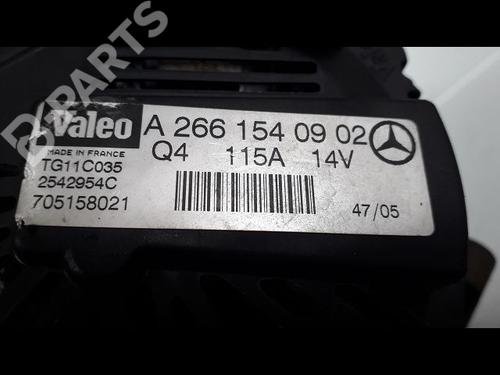 B-PARTS
Valeo A 266 154 09 02
MADE IN FRANCE Q4 115A 14V
TG11C035
2542954C
705158021 47/05